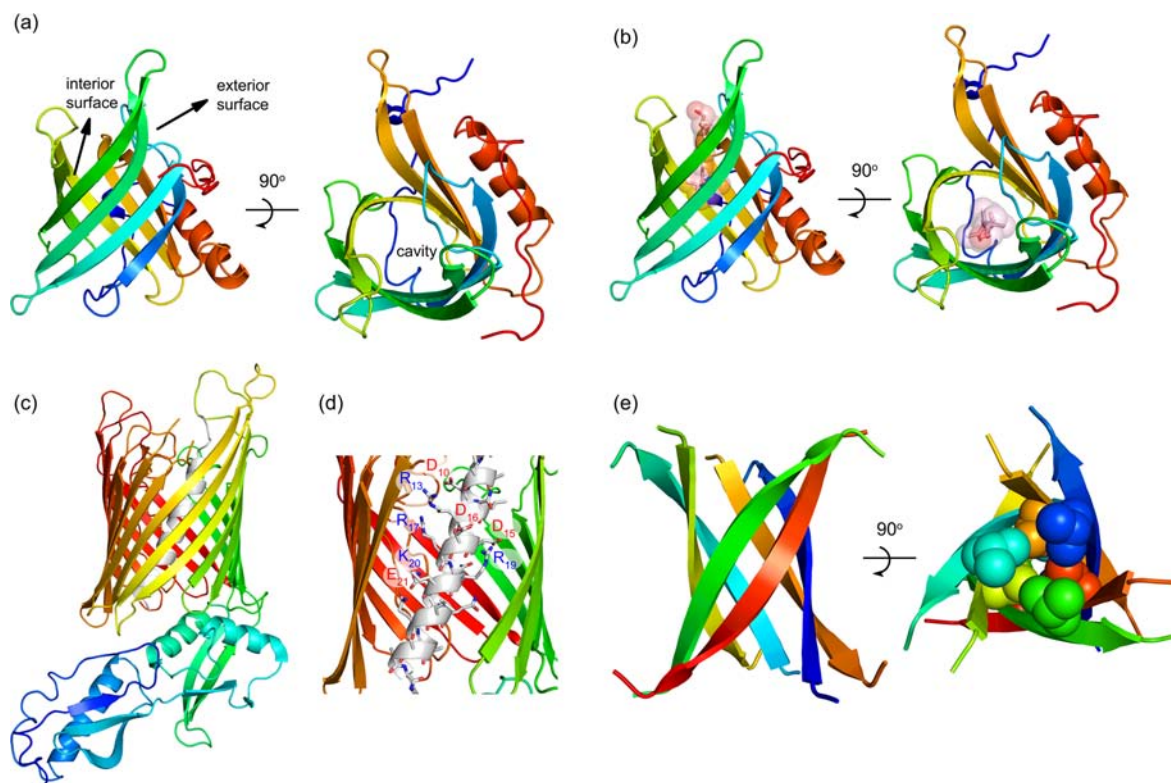 (a)
interior
surface
exterior
surface
90°
cavity
(b)
90°
(c)
(d)
D10
R13
R17
D16
D15
K20
R19
E21
(e)
90°